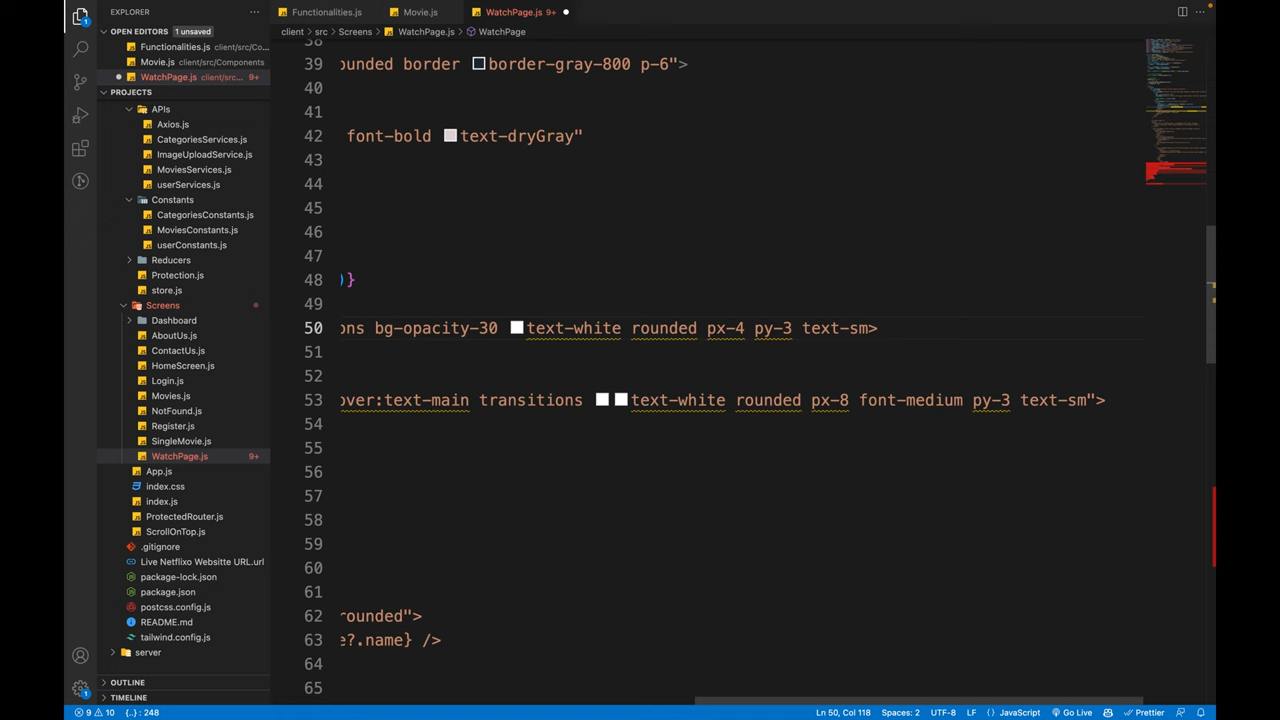 EXPLORER
OPEN EDITORS 1 unsaved
Functionalities.js client/src/Co...
Movie.js client/src/Components
WatchPage.js client/src... 9+
PROJECTS
APIs
Axios.js
CategoriesServices.js
ImageUploadService.js
MoviesServices.js
userServices.js
Constants
CategoriesConstants.js
MoviesConstants.js
userConstants.js
Reducers
Protection.js
store.js
Screens
Dashboard
AboutUs.js
ContactUs.js
HomeScreen.js
Login.js
Movies.js
NotFound.js
Register.js
SingleMovie.js
WatchPage.js 9+
App.js
index.css
index.js
ProtectedRouter.js
ScrollOnTop.js
.gitignore
Live Netflixo Websitte URL.url
package-lock.json
package.json
postcss.config.js
README.md
tailwind.config.js
server
OUTLINE
TIMELINE
Functionalities.js Movie.js WatchPage.js 9+
client > src > Screens > WatchPage.js > WatchPage
38
39 ounded border border-gray-800 p-6">
40
41
42 font-bold text-dryGray"
43
44
45
46
47
48 )}
49
50 ons bg-opacity-30 text-white rounded px-4 py-3 text-sm>
51
52
53 over:text-main transitions text-white rounded px-8 font-medium py-3 text-sm">
54
55
56
57
58
59
60
61
62 rounded">
63 e?.name} />
64
65
1
1
9 10 {..} : 248 Ln 50, Col 118 Spaces: 2 UTF-8 LF {} JavaScript Go Live Prettier